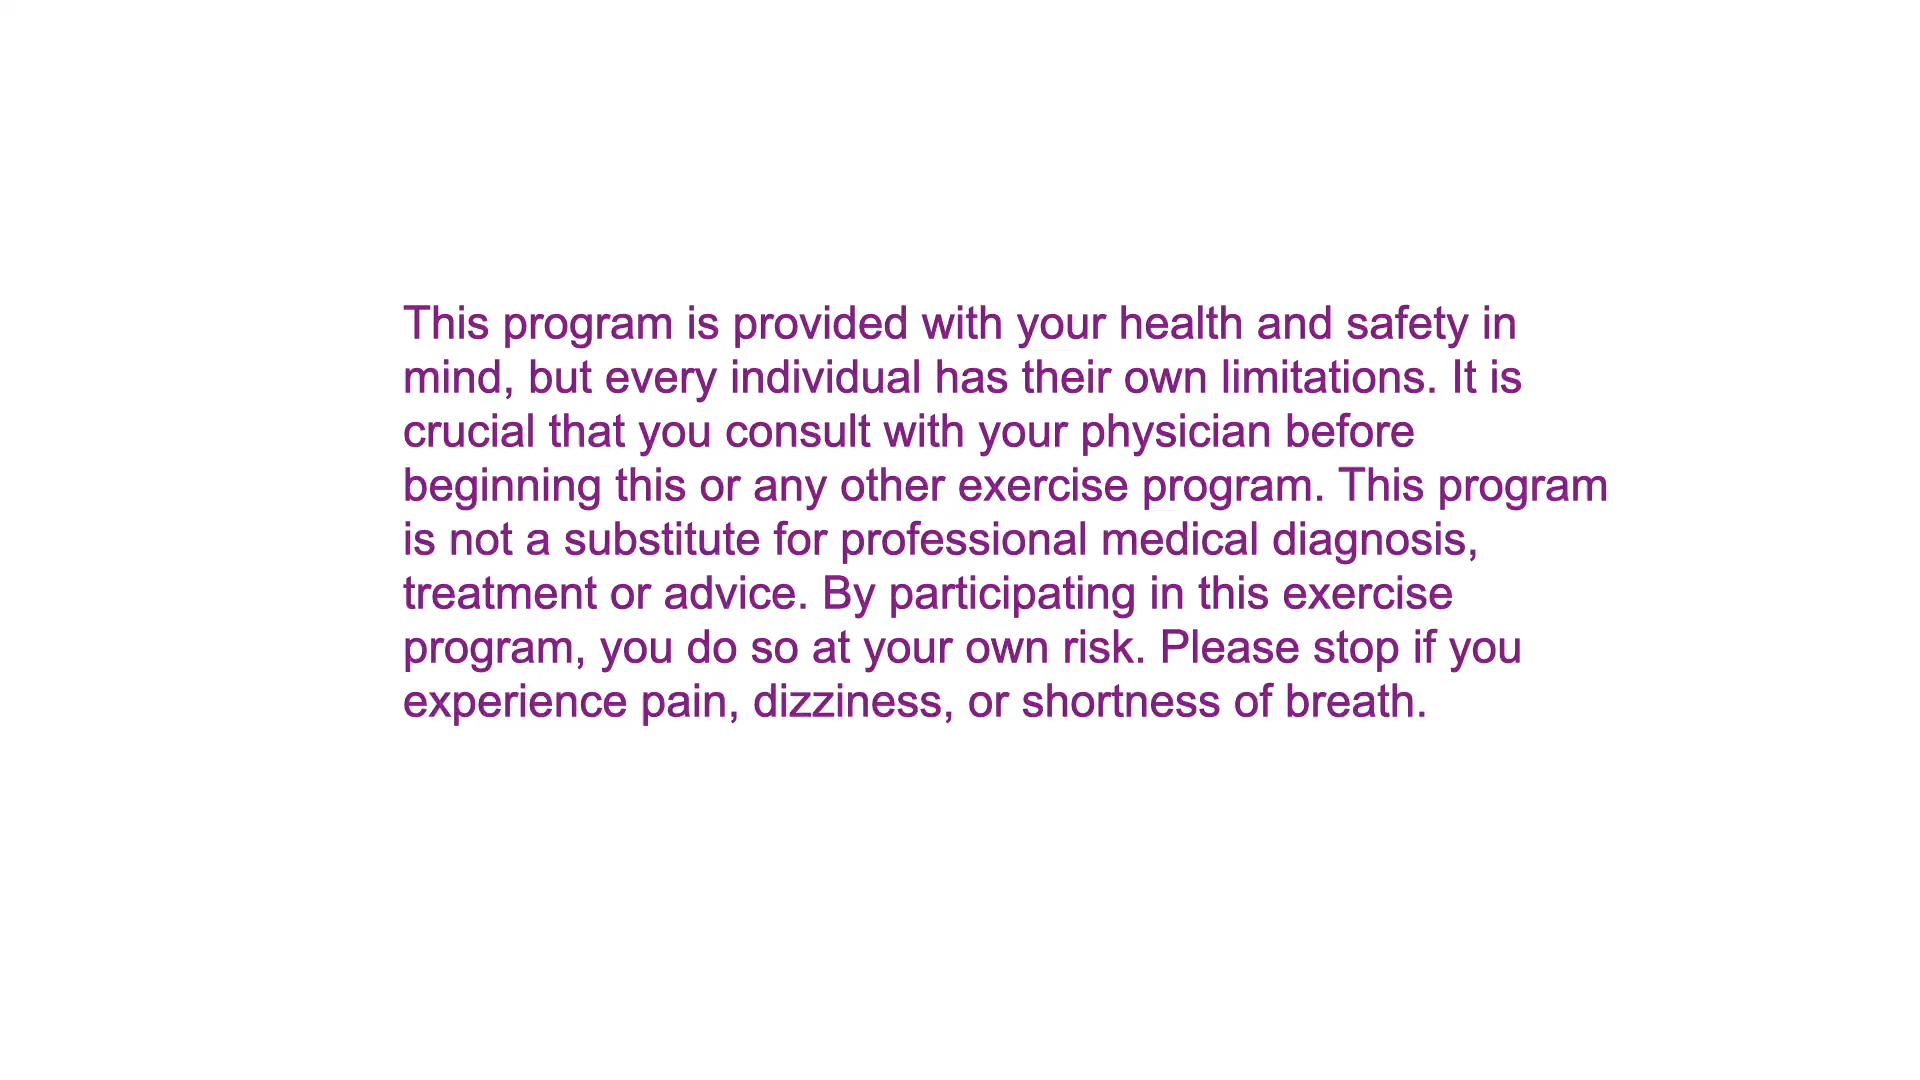 This program is provided with your health and safety in
mind, but every individual has their own limitations. It is
crucial that you consult with your physician before
beginning this or any other exercise program. This program
is not a substitute for professional medical diagnosis,
treatment or advice. By participating in this exercise
program, you do so at your own risk. Please stop if you
experience pain, dizziness, or shortness of breath.